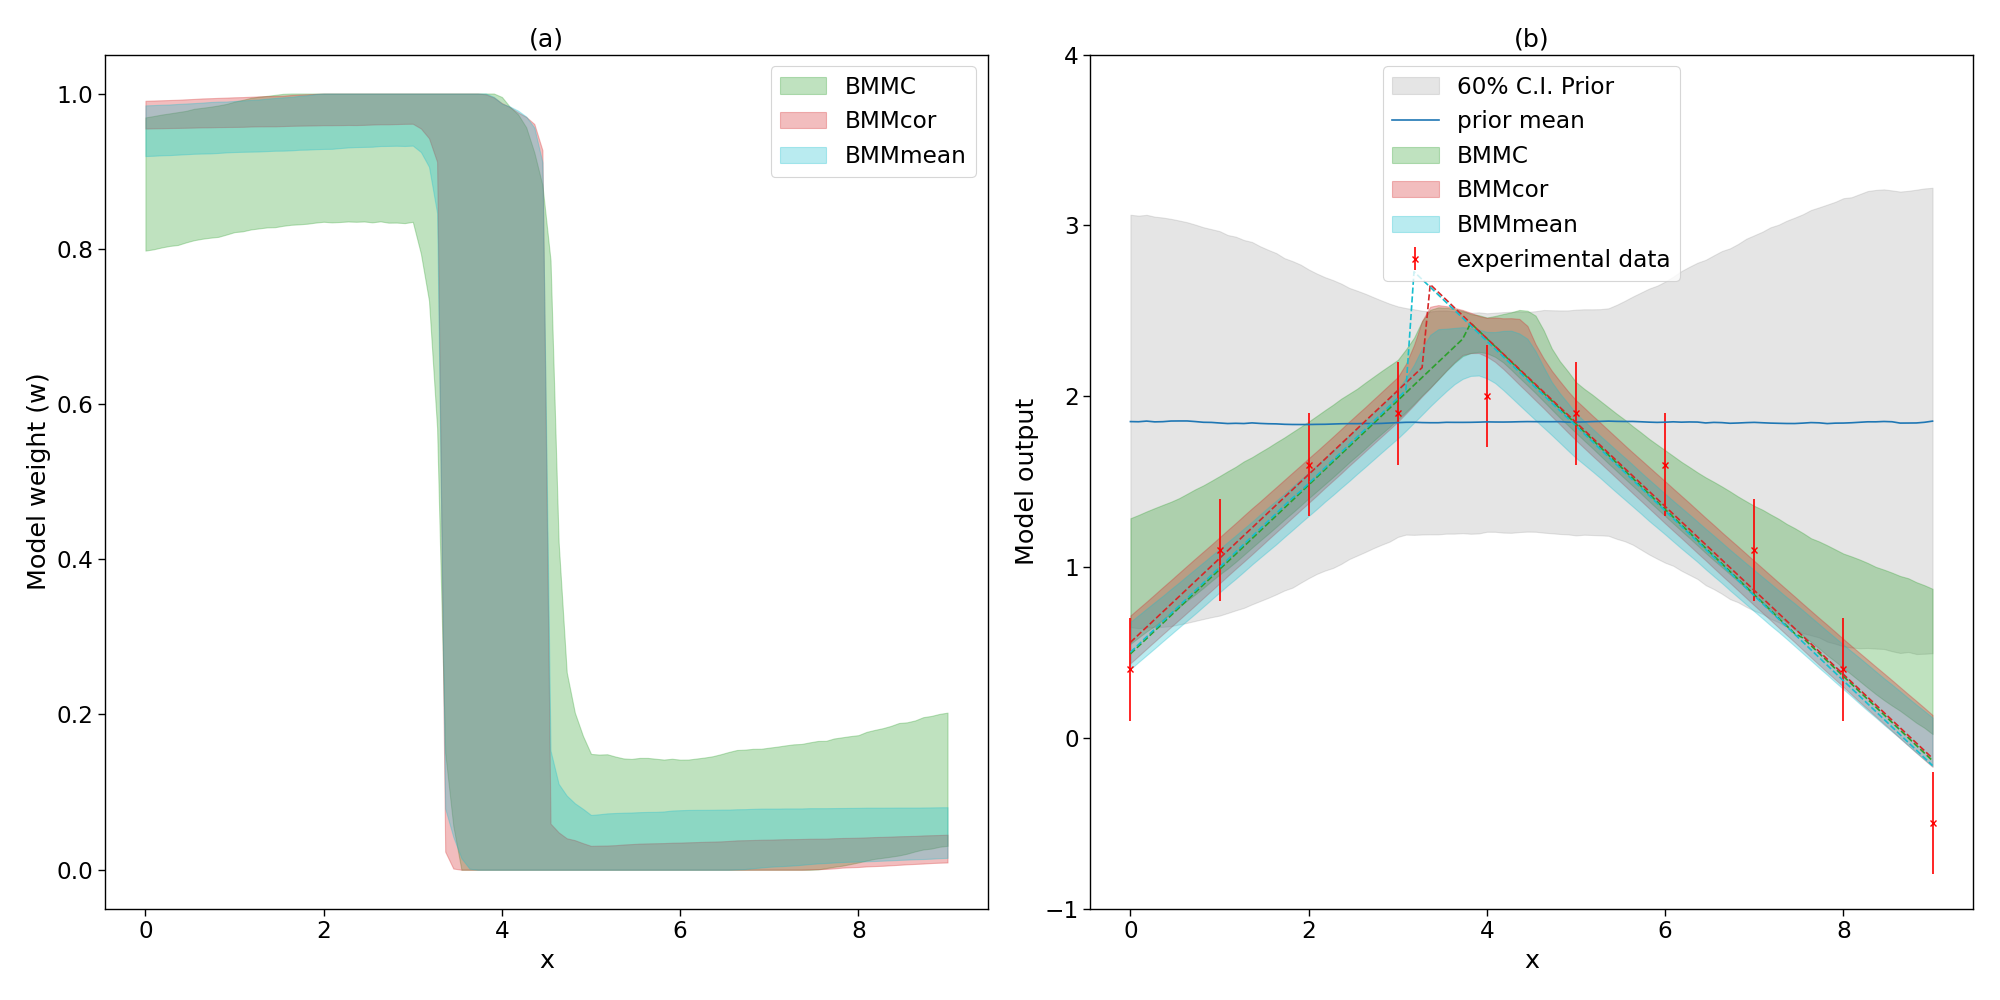 (a)
Model weight (w)
1.0
0.8
0.6
0.4
0.2
0.0
0 2 4 6 8
x
BMMC
BMMcor
BMMmean
(b)
Model output
4
3
2
1
0
−1
0 2 4 6 8
x
60% C.I. Prior
prior mean
BMMC
BMMcor
BMMmean
experimental data